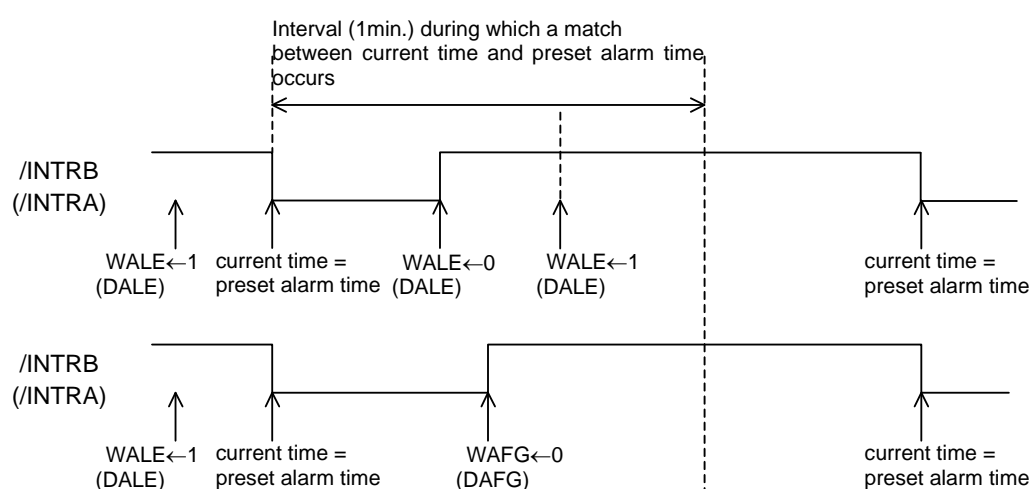 Interval (1min.) during which a match
between current time and preset alarm time
occurs
/INTRB
(/INTRA)
WALE←1 current time = WALE←0 WALE←1 current time =
(DALE) preset alarm time (DALE) (DALE) preset alarm time
/INTRB
(/INTRA)
WALE←1 current time = WAFG←0 current time =
(DALE) preset alarm time (DAFG) preset alarm time